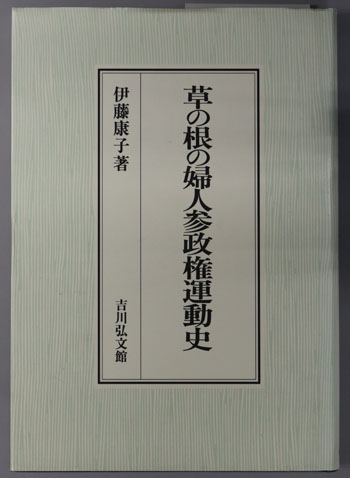 草の根の婦人参政権運動史
伊藤康子著
吉川弘文館